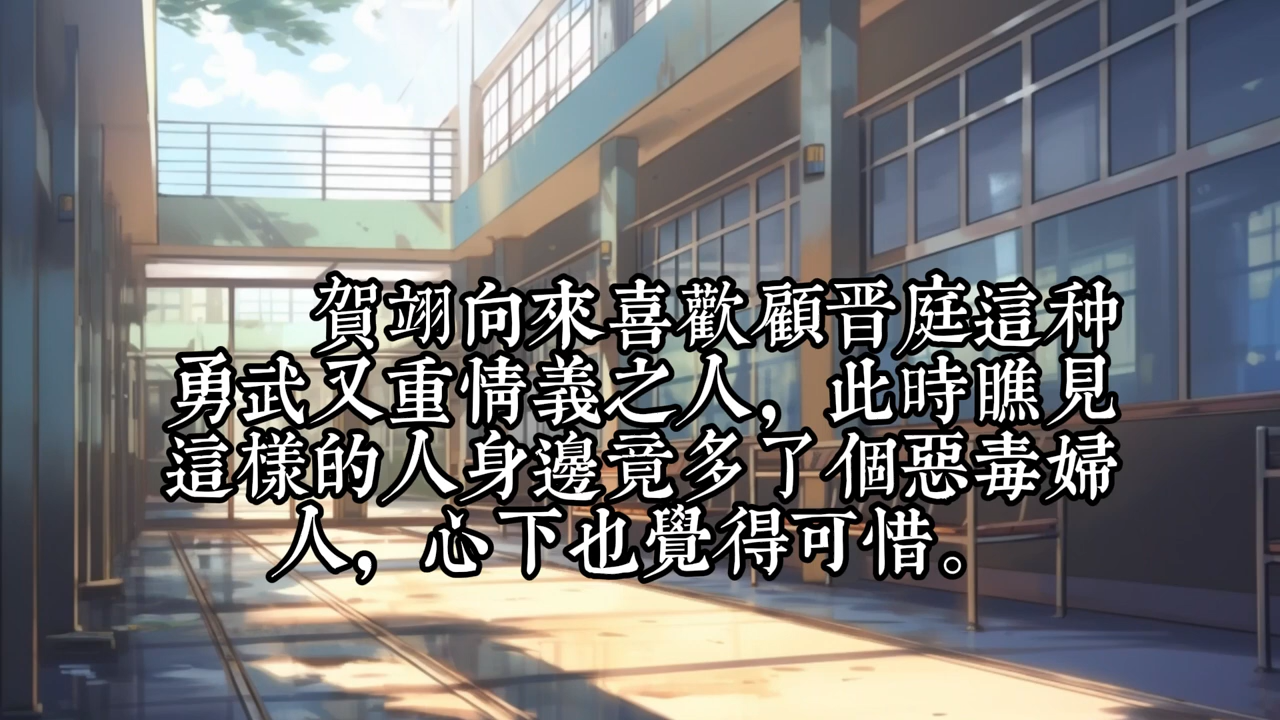 賀翊向來喜歡顧晋庭這种
勇武又重情義之人，此時瞧見
這樣的人身邊竟多了個惡毒婦
人，心下也覺得可惜。